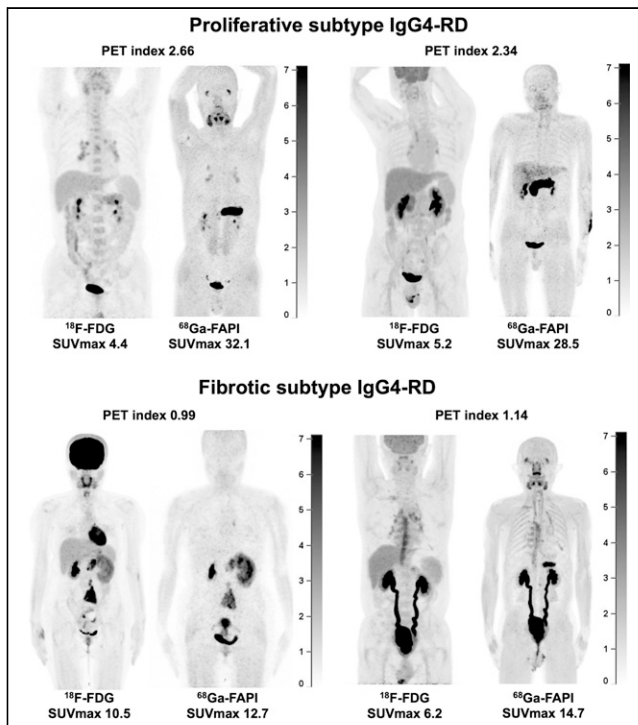 Proliferative subtype IgG4-RD
PET index 2.66
PET index 2.34
7
6
5
4
3
2
1
0
7
6
5
4
3
2
1
0
18F-FDG
SUVmax 4.4
68Ga-FAPI
SUVmax 32.1
18F-FDG
SUVmax 5.2
68Ga-FAPI
SUVmax 28.5
Fibrotic subtype IgG4-RD
PET index 0.99
PET index 1.14
7
6
5
4
3
2
1
0
7
6
5
4
3
2
1
0
18F-FDG
SUVmax 10.5
68Ga-FAPI
SUVmax 12.7
18F-FDG
SUVmax 6.2
68Ga-FAPI
SUVmax 14.7